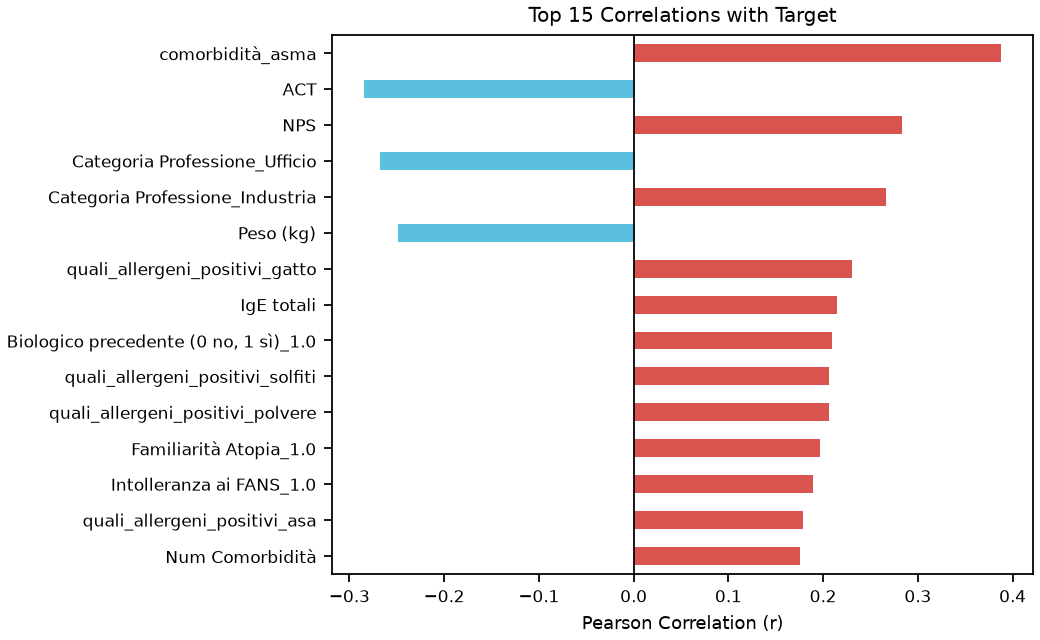 Top 15 Correlations with Target
comorbidità_asma
ACT
NPS
Categoria Professione_Ufficio
Categoria Professione_Industria
Peso (kg)
quali_allergeni_positivi_gatto
IgE totali
Biologico precedente (0 no, 1 sì)_1.0
quali_allergeni_positivi_solfiti
quali_allergeni_positivi_polvere
Familiarità Atopia_1.0
Intolleranza ai FANS_1.0
quali_allergeni_positivi_asa
Num Comorbidità
−0.3 −0.2 −0.1 0.0 0.1 0.2 0.3 0.4
Pearson Correlation (r)